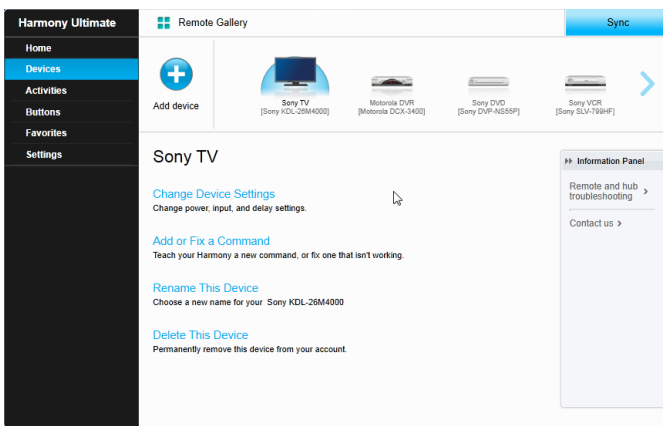 Harmony Ultimate
Remote Gallery
Sync
Home
Devices
Activities
Buttons
Favorites
Settings
Add device
Sony TV
[Sony KDL-26M4000]
Motorola DVR
[Motorola DCX-3400]
Sony DVD
[Sony DVP-NS55P]
Sony VCR
[Sony SLV-799HF]
Sony TV
Change Device Settings
Change power, input, and delay settings.
Add or Fix a Command
Teach your Harmony a new command, or fix one that isn't working.
Rename This Device
Choose a new name for your Sony KDL-26M4000
Delete This Device
Permanently remove this device from your account.
Information Panel
Remote and hub
troubleshooting
Contact us